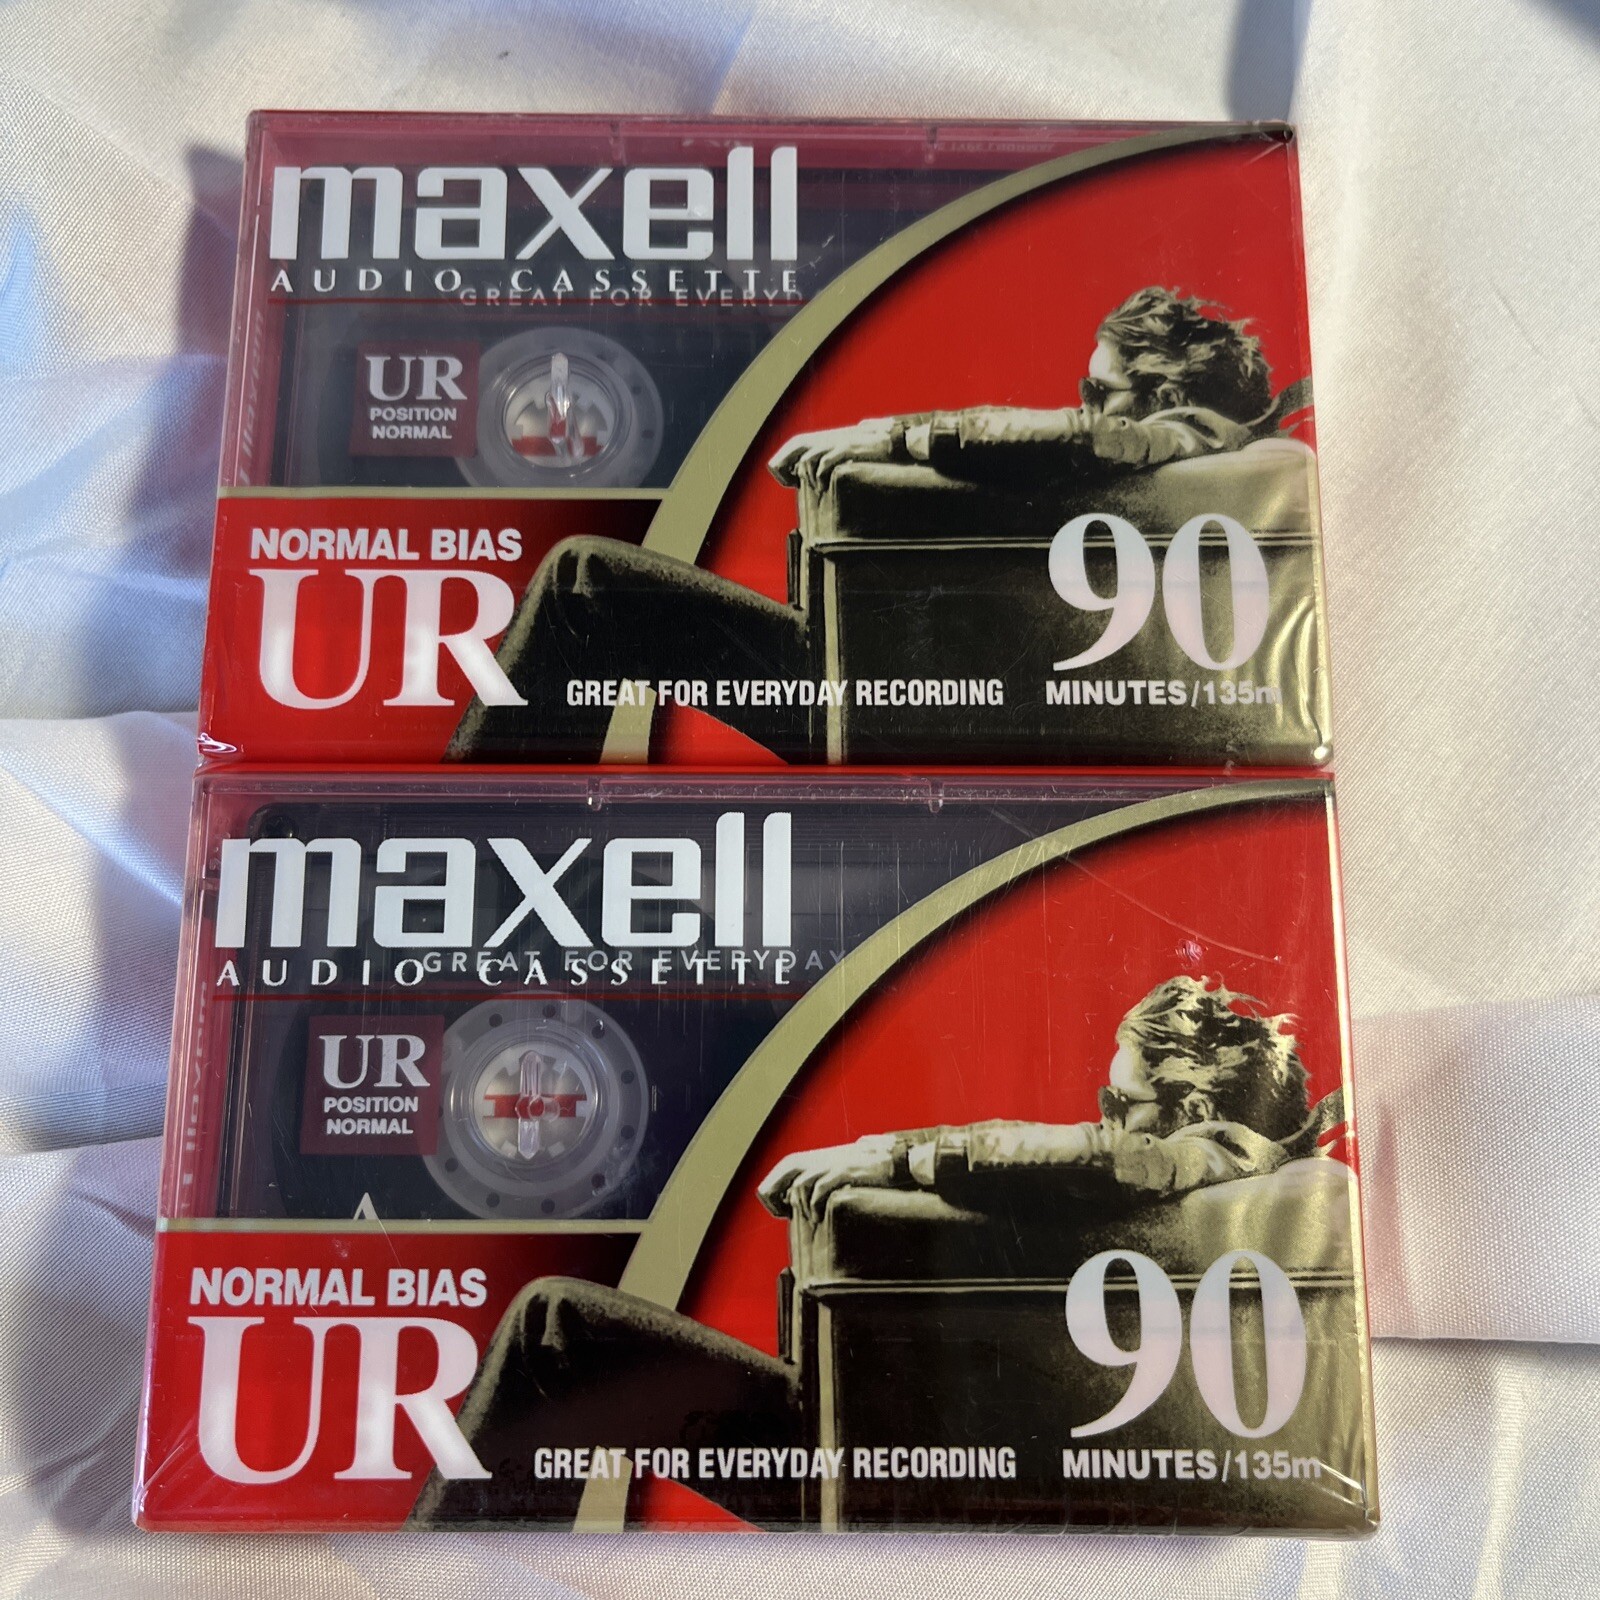 maxell
AUDIO CASSETTE
GREAT FOR EVERYD
UR
POSITION
NORMAL
NORMAL BIAS
UR
GREAT FOR EVERYDAY RECORDING
90
MINUTES/135m
maxell
GREAT FOR EVERYDAY
AUDIO CASSETTE
UR
POSITION
NORMAL
A
NORMAL BIAS
UR
GREAT FOR EVERYDAY RECORDING
90
MINUTES/135m